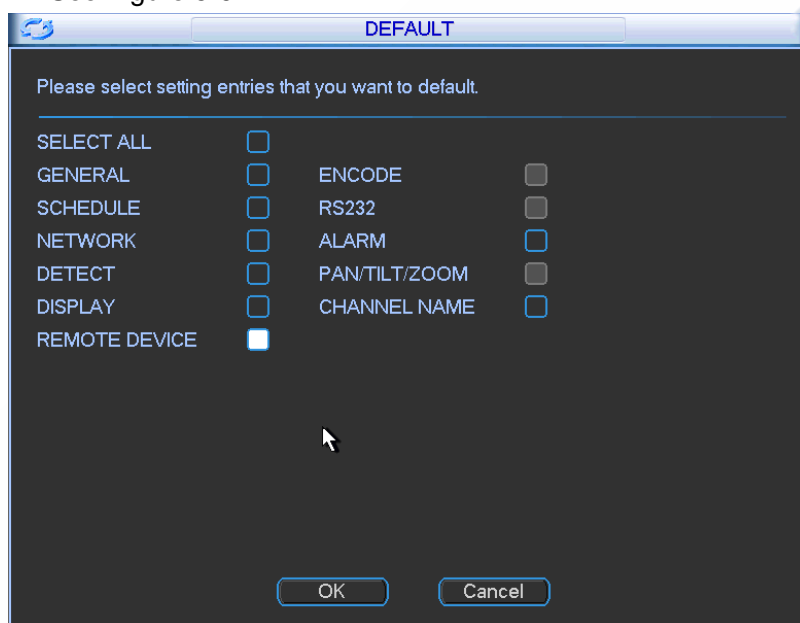 DEFAULT
Please select setting entries that you want to default.
SELECT ALL
GENERAL ENCODE
SCHEDULE RS232
NETWORK ALARM
DETECT PAN/TILT/ZOOM
DISPLAY CHANNEL NAME
REMOTE DEVICE
OK Cancel